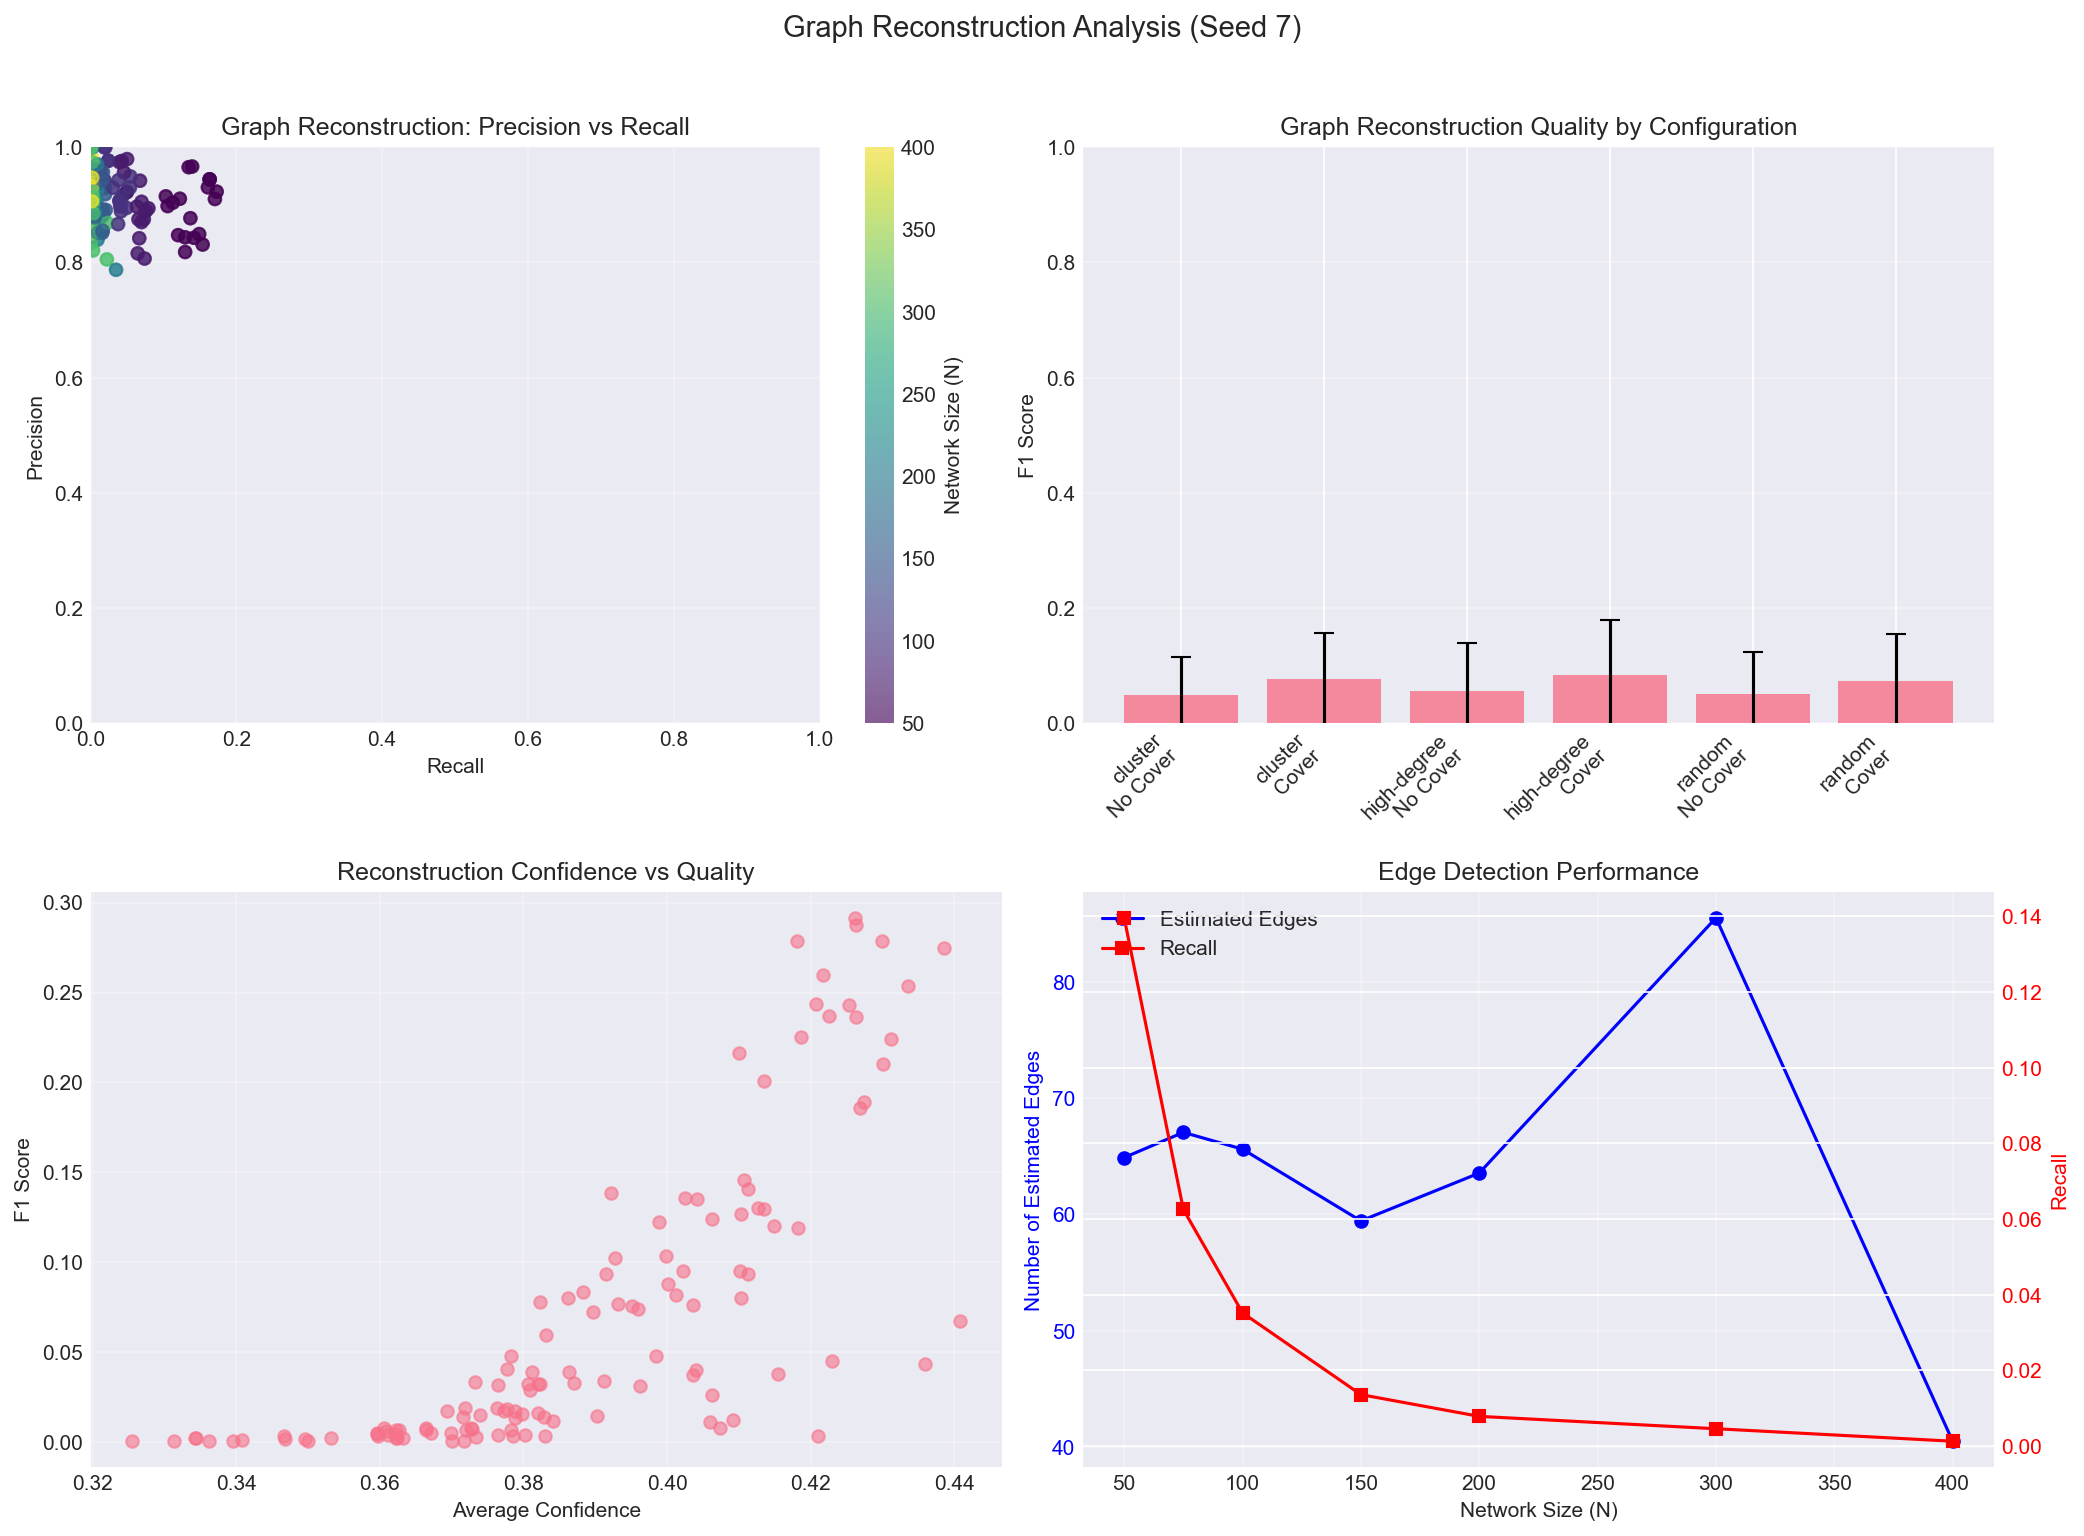 Graph Reconstruction Analysis (Seed 7)
Graph Reconstruction: Precision vs Recall
1.0
0.8
0.6
0.4
0.2
0.0
Precision
0.0
0.2
0.4
0.6
0.8
1.0
Recall
400
350
300
250
200
150
100
50
Network Size (N)
Graph Reconstruction Quality by Configuration
1.0
0.8
0.6
0.4
0.2
0.0
F1 Score
cluster
No Cover
cluster
Cover
high-degree
No Cover
high-degree
Cover
random
No Cover
random
Cover
Reconstruction Confidence vs Quality
0.30
0.25
0.20
0.15
0.10
0.05
0.00
F1 Score
0.32
0.34
0.36
0.38
0.40
0.42
0.44
Average Confidence
Edge Detection Performance
Estimated Edges
Recall
80
70
60
50
40
Number of Estimated Edges
0.14
0.12
0.10
0.08
0.06
0.04
0.02
0.00
Recall
50
100
150
200
250
300
350
400
Network Size (N)